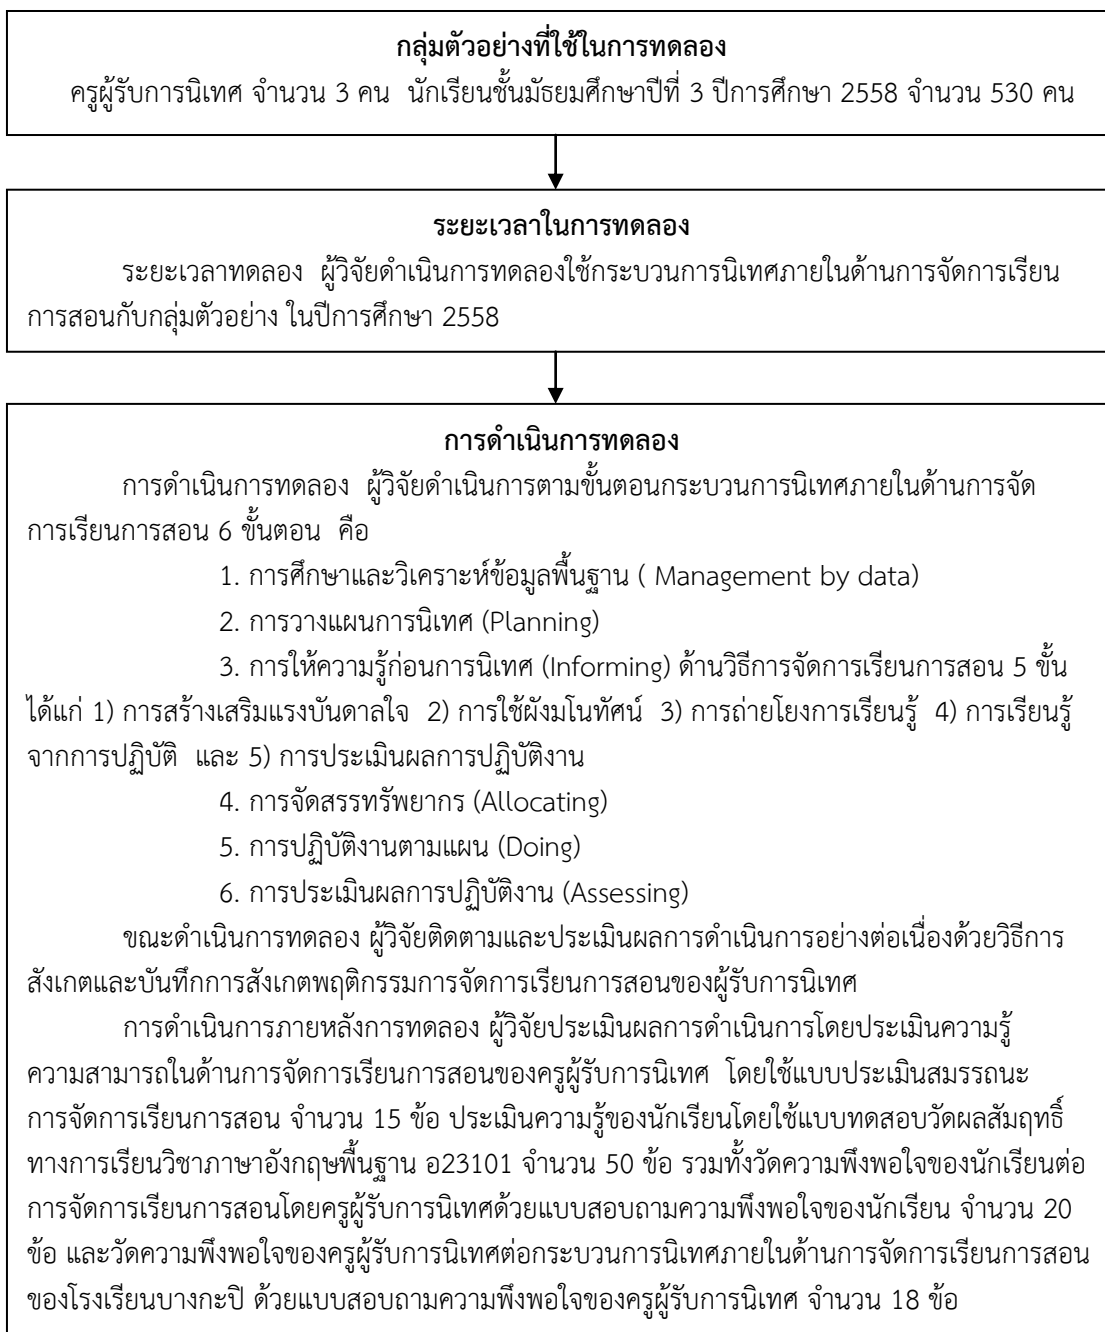 กลุ่มตัวอย่างที่ใช้ในการทดลอง
ครูผู้รับการนิเทศ จำนวน 3 คน นักเรียนชั้นมัธยมศึกษาปีที่ 3 ปีการศึกษา 2558 จำนวน 530 คน
ระยะเวลาในการทดลอง
ระยะเวลาทดลอง ผู้วิจัยดำเนินการทดลองใช้กระบวนการนิเทศภายในด้านการจัดการเรียน
การสอนกับกลุ่มตัวอย่าง ในปีการศึกษา 2558
การดำเนินการทดลอง
การดำเนินการทดลอง ผู้วิจัยดำเนินการตามขั้นตอนกระบวนการนิเทศภายในด้านการจัด
การเรียนการสอน 6 ขั้นตอน คือ
1. การศึกษาและวิเคราะห์ข้อมูลพื้นฐาน ( Management by data)
2. การวางแผนการนิเทศ (Planning)
3. การให้ความรู้ก่อนการนิเทศ (Informing) ด้านวิธีการจัดการเรียนการสอน 5 ขั้น
ได้แก่ 1) การสร้างเสริมแรงบันดาลใจ 2) การใช้ผังมโนทัศน์ 3) การถ่ายโยงการเรียนรู้ 4) การเรียนรู้
จากการปฏิบัติ และ 5) การประเมินผลการปฏิบัติงาน
4. การจัดสรรทรัพยากร (Allocating)
5. การปฏิบัติงานตามแผน (Doing)
6. การประเมินผลการปฏิบัติงาน (Assessing)
ขณะดำเนินการทดลอง ผู้วิจัยติดตามและประเมินผลการดำเนินการอย่างต่อเนื่องด้วยวิธีการ
สังเกตและบันทึกการสังเกตพฤติกรรมการจัดการเรียนการสอนของผู้รับการนิเทศ
การดำเนินการภายหลังการทดลอง ผู้วิจัยประเมินผลการดำเนินการโดยประเมินความรู้
ความสามารถในด้านการจัดการเรียนการสอนของครูผู้รับการนิเทศ โดยใช้แบบประเมินสมรรถนะ
การจัดการเรียนการสอน จำนวน 15 ข้อ ประเมินความรู้ของนักเรียนโดยใช้แบบทดสอบวัดผลสัมฤทธิ์
ทางการเรียนวิชาภาษาอังกฤษพื้นฐาน อ23101 จำนวน 50 ข้อ รวมทั้งวัดความพึงพอใจของนักเรียนต่อ
การจัดการเรียนการสอนโดยครูผู้รับการนิเทศด้วยแบบสอบถามความพึงพอใจของนักเรียน จำนวน 20
ข้อ และวัดความพึงพอใจของครูผู้รับการนิเทศต่อกระบวนการนิเทศภายในด้านการจัดการเรียนการสอน
ของโรงเรียนบางกะปิ ด้วยแบบสอบถามความพึงพอใจของครูผู้รับการนิเทศ จำนวน 18 ข้อ